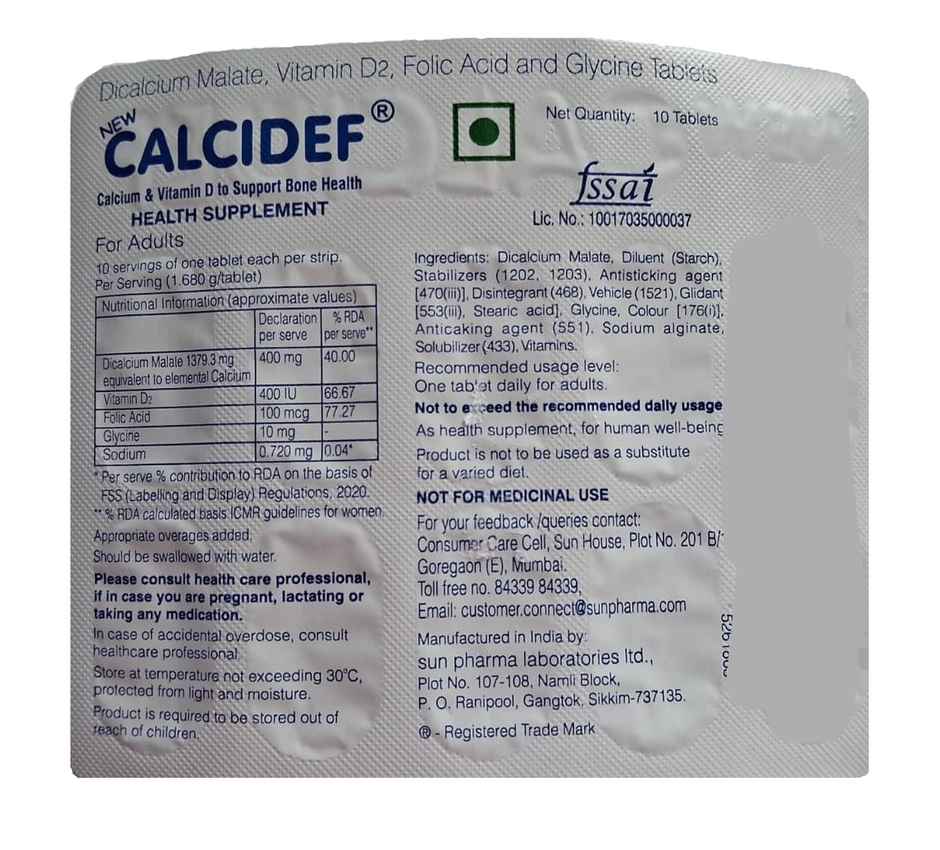 Dicalcium Malate, Vitamin D2, Folic Acid and Glycine Tablets
NEW
CALCIDEF®
Calcium & Vitamin D to Support Bone Health
HEALTH SUPPLEMENT
For Adults
10 servings of one tablet each per strip.
Per Serving (1.680 g/tablet)
Nutritional Information (approximate values)
Declaration per serve % RDA per serve**
Dicalcium Malate 1379.3 mg equivalent to elemental Calcium 400 mg 40.00
Vitamin D2 400 IU 66.67
Folic Acid 100 mcg 77.27
Glycine 10 mg -
Sodium 0.720 mg 0.04*
* Per serve % contribution to RDA on the basis of
FSS (Labelling and Display) Regulations, 2020.
** % RDA calculated basis ICMR guidelines for women.
Appropriate overages added.
Should be swallowed with water.
Please consult health care professional,
if in case you are pregnant, lactating or
taking any medication.
In case of accidental overdose, consult
healthcare professional.
Store at temperature not exceeding 30°C,
protected from light and moisture.
Product is required to be stored out of
reach of children.
Net Quantity: 10 Tablets
fssai
Lic. No.: 10017035000037
Ingredients: Dicalcium Malate, Diluent (Starch),
Stabilizers (1202, 1203), Antisticking agent
[470(iii)], Disintegrant (468), Vehicle (1521), Glidant
[553(iii), Stearic acid], Glycine, Colour [176(i)],
Anticaking agent (551), Sodium alginate,
Solubilizer (433), Vitamins.
Recommended usage level:
One tablet daily for adults.
Not to exceed the recommended daily usage
As health supplement, for human well-being
Product is not to be used as a substitute
for a varied diet.
NOT FOR MEDICINAL USE
For your feedback /queries contact:
Consumer Care Cell, Sun House, Plot No. 201 B/
Goregaon (E), Mumbai.
Toll free no. 84339 84339,
Email: customer.connect@sunpharma.com
Manufactured in India by:
sun pharma laboratories ltd.,
Plot No. 107-108, Namli Block,
P. O. Ranipool, Gangtok, Sikkim-737135.
® - Registered Trade Mark